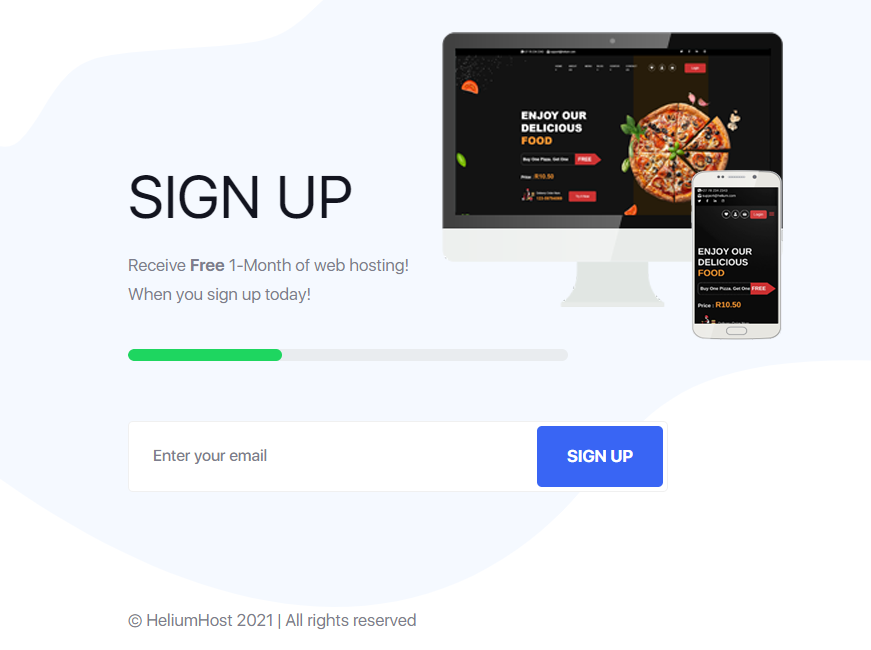 SIGN UP
Receive Free 1-Month of web hosting!
When you sign up today!
Enter your email
SIGN UP
© HeliumHost 2021 | All rights reserved
Login
ENJOY OUR
DELICIOUS
FOOD
Buy One Pizza, Get One FREE
Price : R10.50
Login
ENJOY OUR
DELICIOUS
FOOD
Buy One Pizza, Get One FREE
Price : R10.50